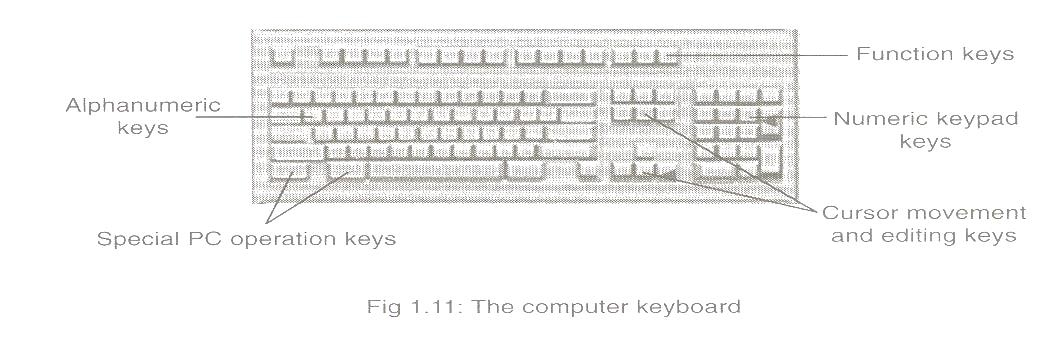 Function keys
Alphanumeric
keys
Numeric keypad
keys
Cursor movement
and editing keys
Special PC operation keys
Fig 1.11: The computer keyboard